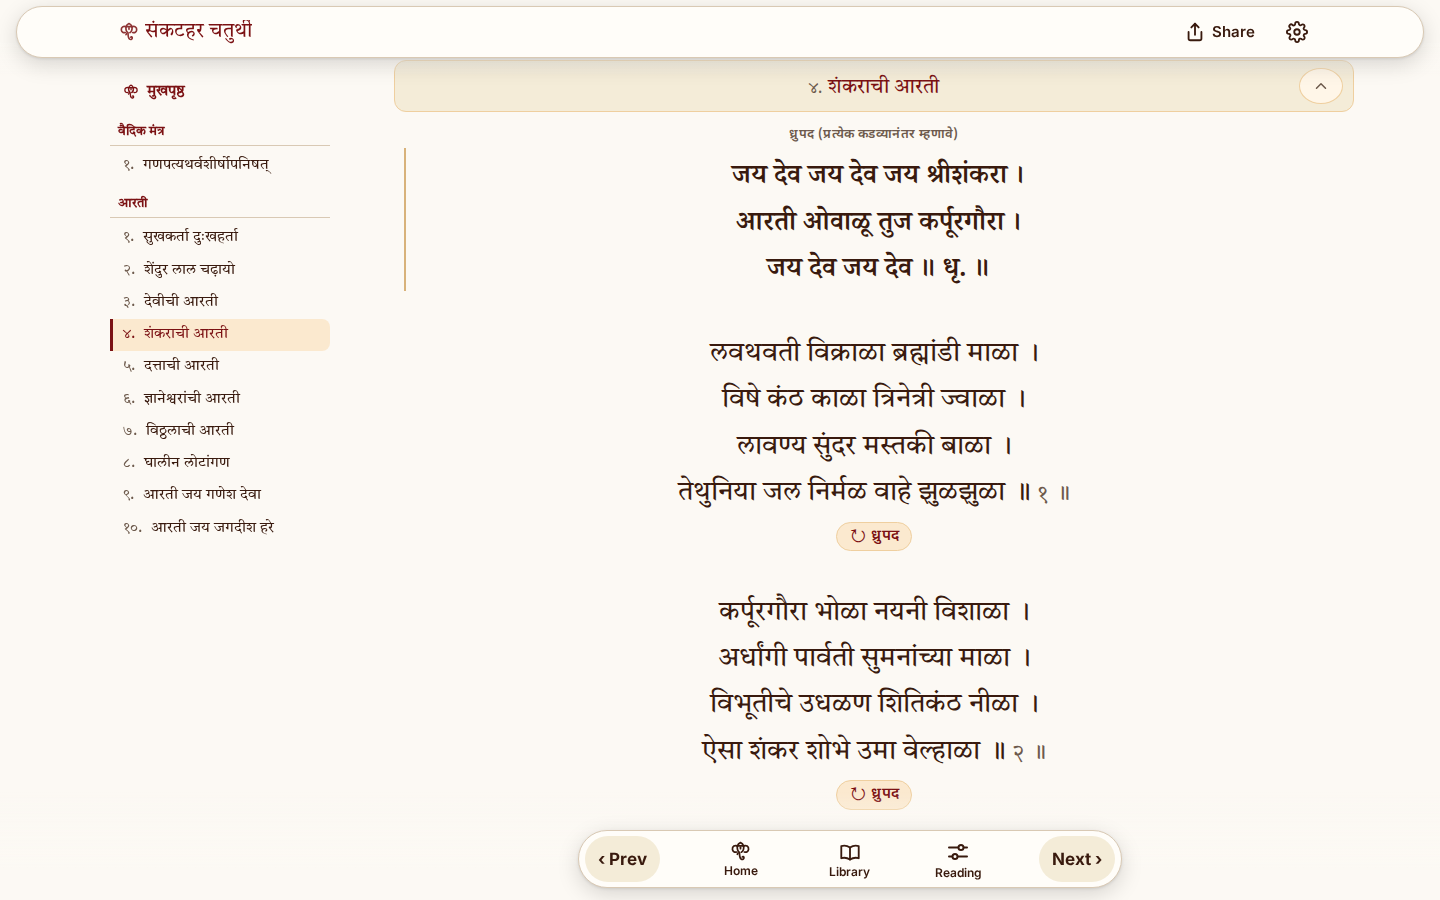 संकटहर चतुर्थी
Share
मुखपृष्ठ
वैदिक मंत्र
१. गणपत्यथर्वशीर्षोपनिषत्
आरती
१. सुखकर्ता दुःखहर्ता
२. शेंदुर लाल चढ़ायो
३. देवीची आरती
४. शंकराची आरती
५. दत्ताची आरती
६. ज्ञानेश्वरांची आरती
७. विठ्ठलाची आरती
८. घालीन लोटांगण
९. आरती जय गणेश देवा
१०. आरती जय जगदीश हरे
४. शंकराची आरती
ध्रुपद (प्रत्येक कडव्यानंतर म्हणावे)
जय देव जय देव जय श्रीशंकरा ।
आरती ओवाळू तुज कर्पूरगौरा ।
जय देव जय देव ॥ धृ. ॥
लवथवती विक्राळा ब्रह्मांडी माळा ।
विषे कंठ काळा त्रिनेत्री ज्वाळा ।
लावण्य सुंदर मस्तकी बाळा ।
तेथुनिया जल निर्मळ वाहे झुळझुळा ॥ १ ॥
ध्रुपद
कर्पूरगौरा भोळा नयनी विशाळा ।
अर्धांगी पार्वती सुमनांच्या माळा ।
विभूतीचे उधळण शितिकंठ नीळा ।
ऐसा शंकर शोभे उमा वेल्हाळा ॥ २ ॥
ध्रुपद
‹ Prev
Home
Library
Reading
Next ›